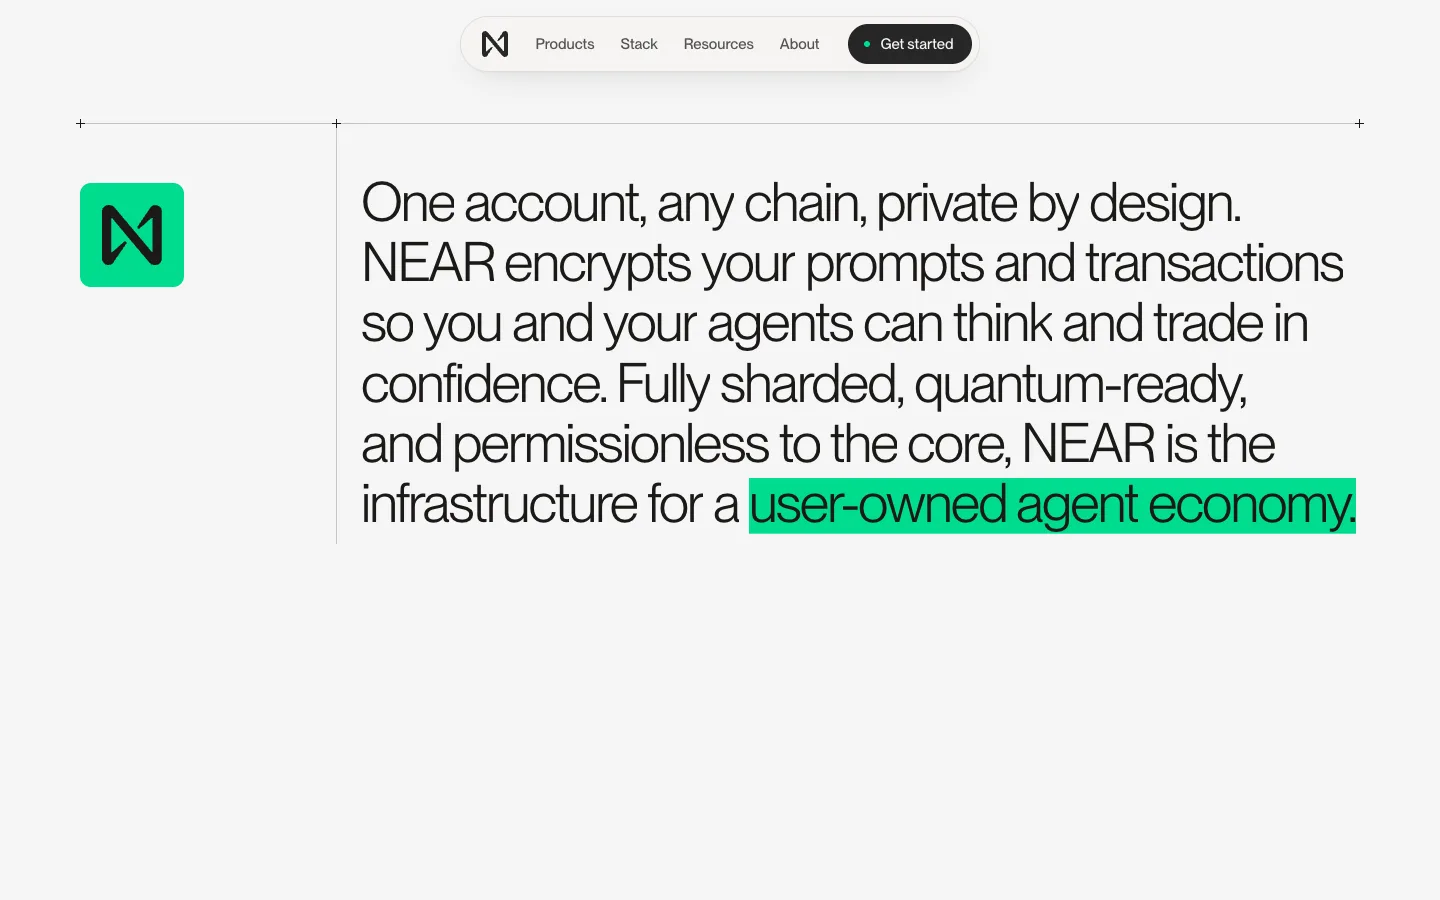 Products
Stack
Resources
About
Get started
One account, any chain, private by design.
NEAR encrypts your prompts and transactions
so you and your agents can think and trade in
confidence. Fully sharded, quantum-ready,
and permissionless to the core, NEAR is the
infrastructure for a user-owned agent economy.